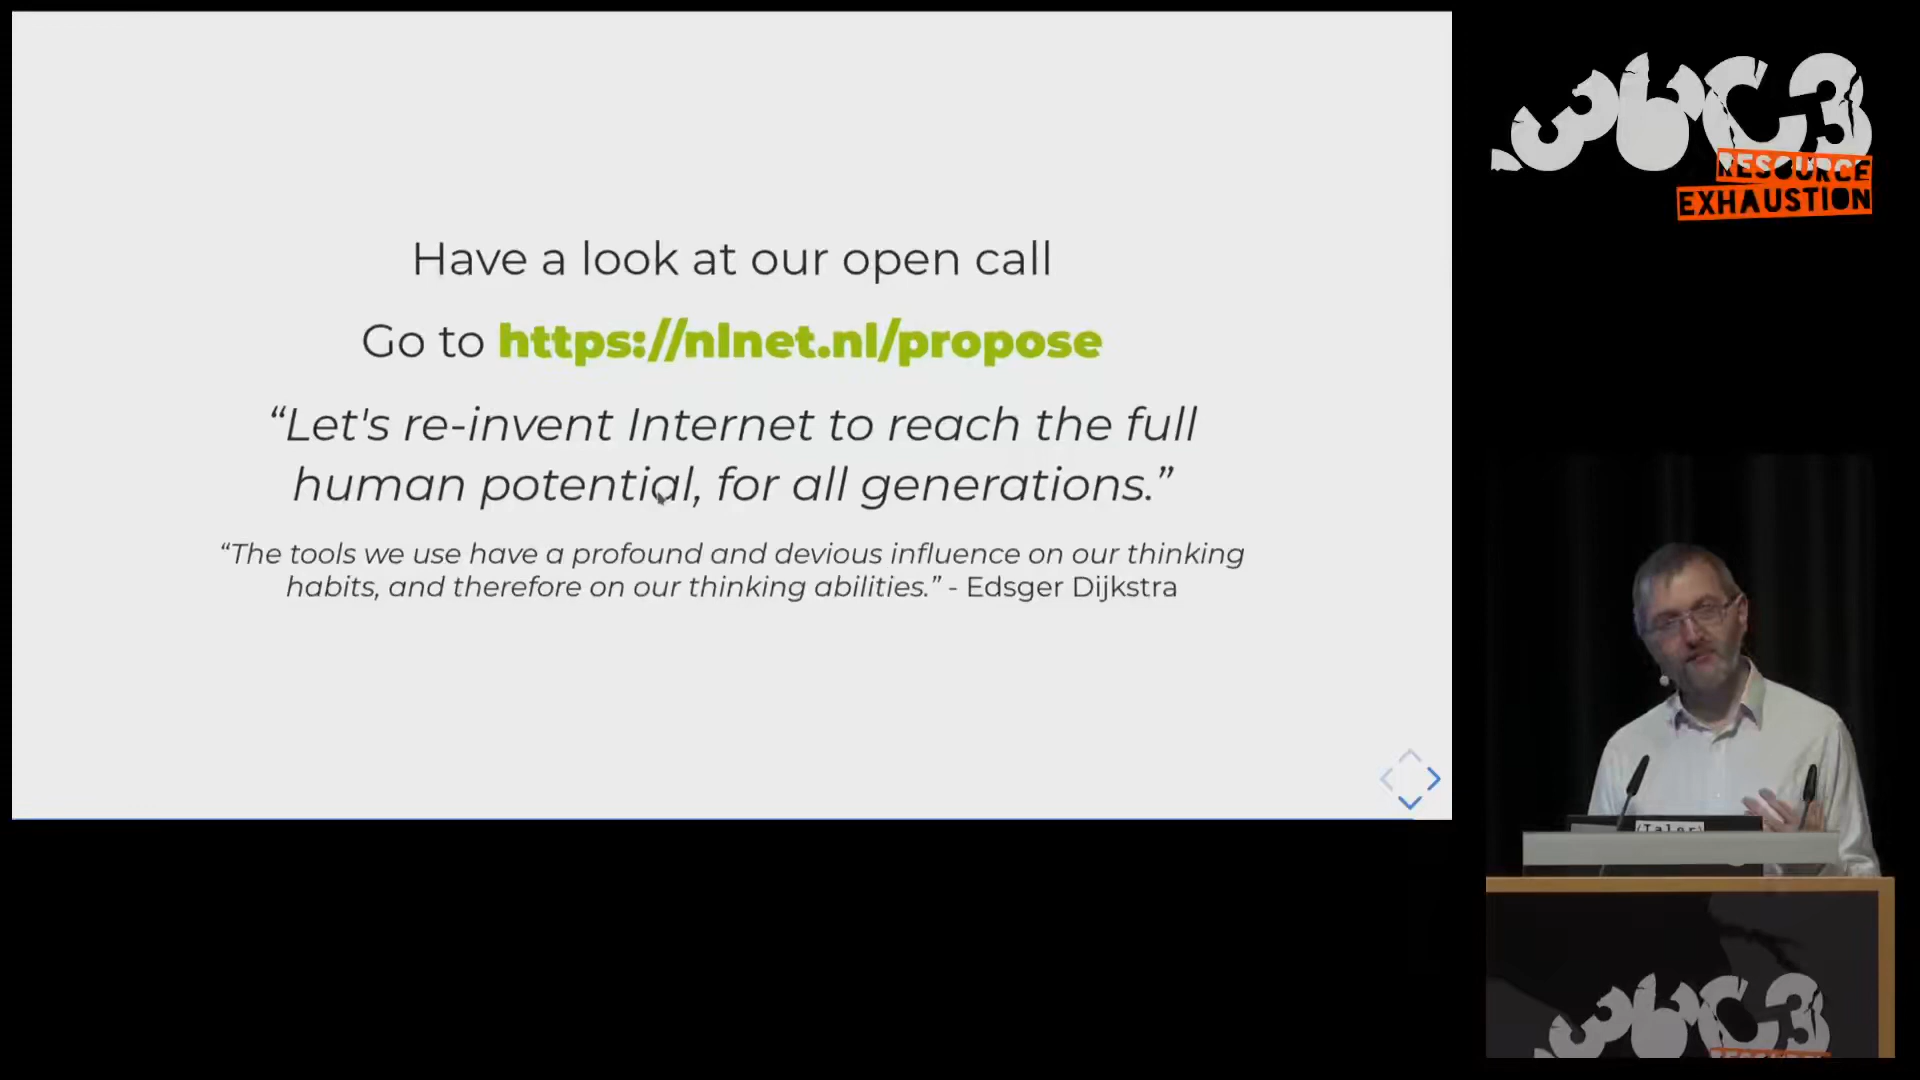 Have a look at our open call
Go to https://nlnet.nl/propose
“Let's re-invent Internet to reach the full
human potential, for all generations.”
“The tools we use have a profound and devious influence on our thinking
habits, and therefore on our thinking abilities.” - Edsger Dijkstra
36C3
RESOURCE
EXHAUSTION
Taler
36C3